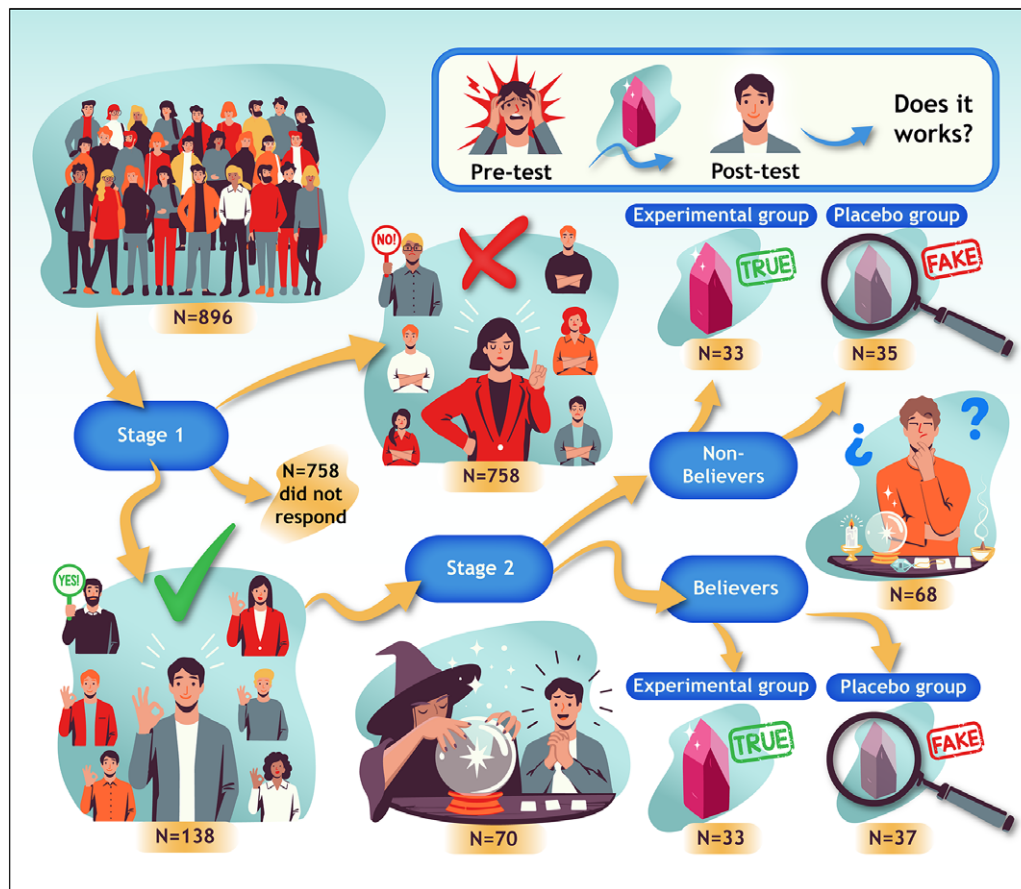 Pre-test
Post-test
Does it
works?
N=896
NO!
N=758
Experimental group
TRUE
N=33
Placebo group
FAKE
N=35
Stage 1
N=758
did not
respond
Non-
Believers
¿
?
N=68
YES!
N=138
Stage 2
Believers
N=70
Experimental group
TRUE
N=33
Placebo group
FAKE
N=37